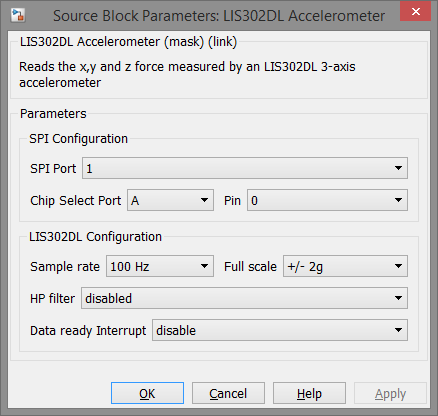 Source Block Parameters: LIS302DL Accelerometer
LIS302DL Accelerometer (mask) (link)
Reads the x,y and z force measured by an LIS302DL 3-axis
accelerometer
Parameters
SPI Configuration
SPI Port 1
Chip Select Port A Pin 0
LIS302DL Configuration
Sample rate 100 Hz Full scale +/- 2g
HP filter disabled
Data ready Interrupt disable
OK Cancel Help Apply